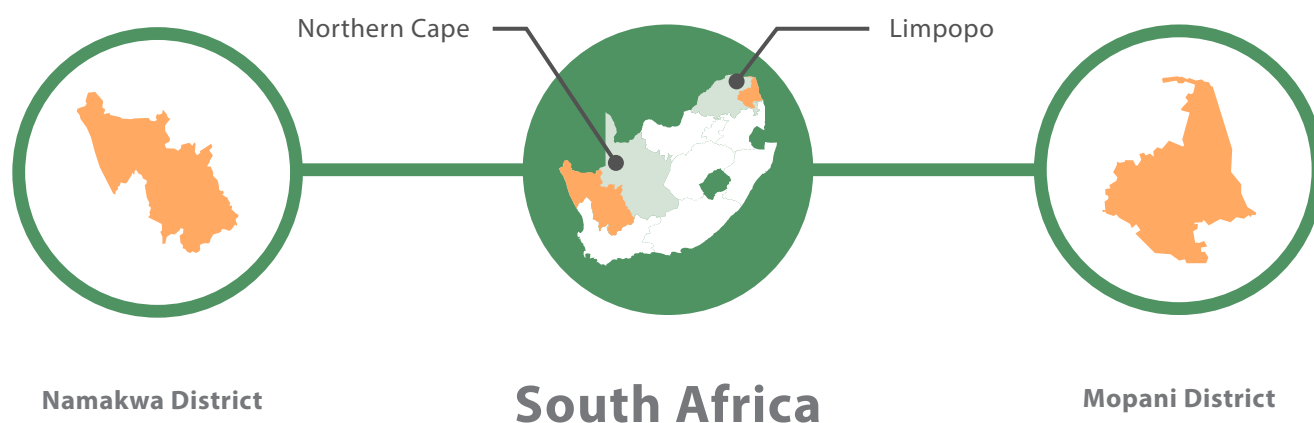 Northern Cape
Limpopo
Namakwa District
South Africa
Mopani District